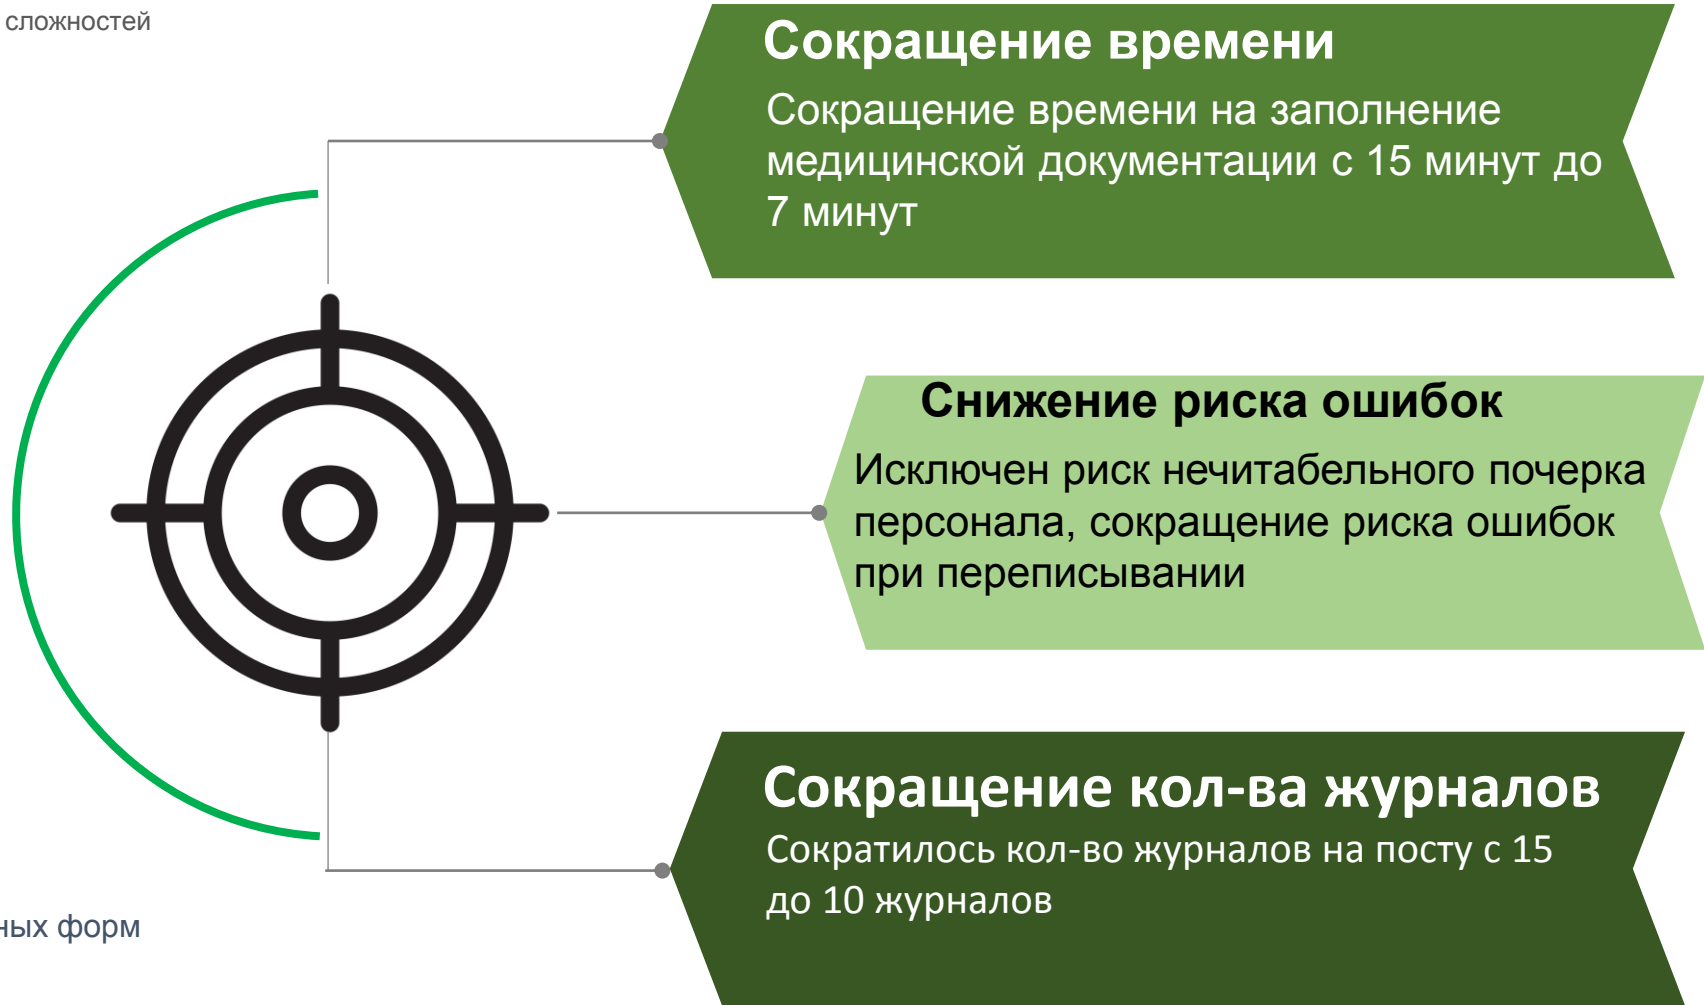 сложностей
Сокращение времени
Сокращение времени на заполнение
медицинской документации с 15 минут до
7 минут
Снижение риска ошибок
Исключен риск нечитабельного почерка
персонала, сокращение риска ошибок
при переписывании
Сокращение кол-ва журналов
Сократилось кол-во журналов на посту с 15
до 10 журналов
форм